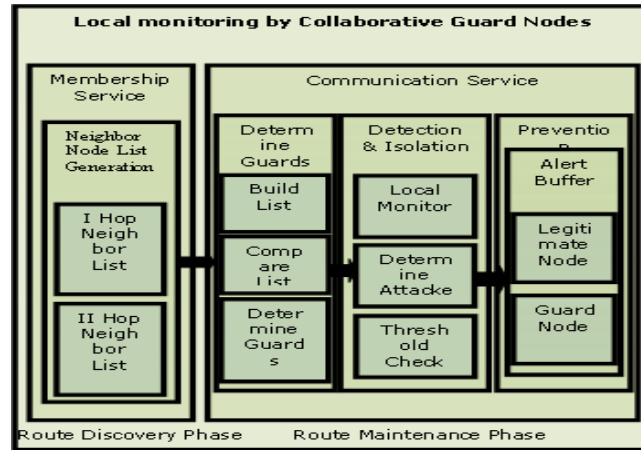 Local monitoring by Collaborative Guard Nodes
Membership
Service
Neighbor
Node List
Generation
I Hop
Neigh
bor
List
II Hop
Neigh
bor
List
Communication Service
Determ
ine
Guards
Build
List
Comp
are
List
Deter
mine
Guard
s
Detection
& Isolation
Local
Monitor
Determ
ine
Attacke
Thresh
old
Check
Preventio
Alert
Buffer
Legiti
mate
Node
Guard
Node
Route Discovery Phase
Route Maintenance Phase